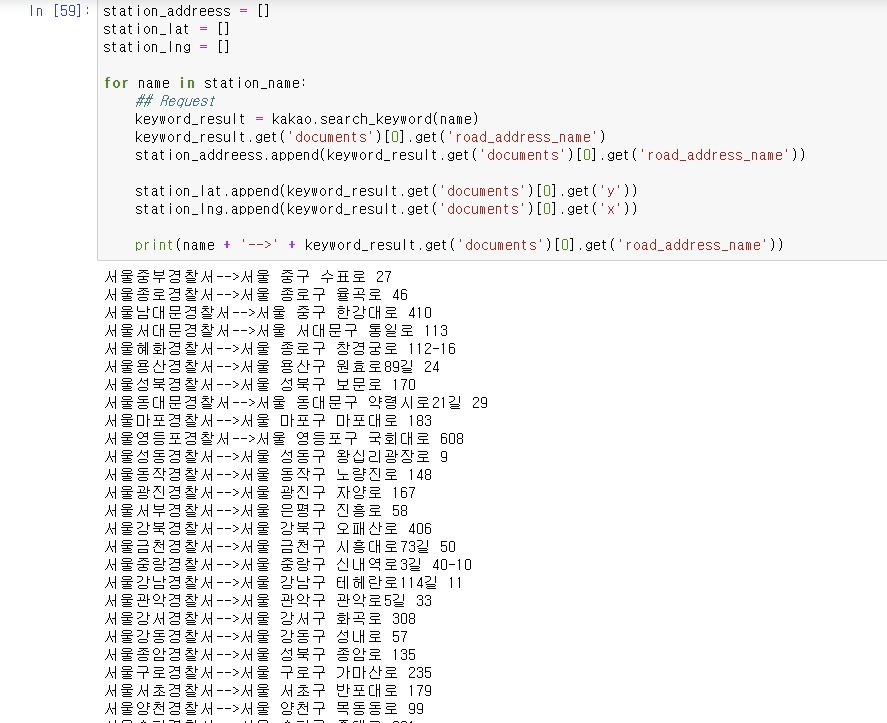 In [59]:
station_addreess = []
station_lat = []
station_lng = []
for name in station_name:
## Request
keyword_result = kakao.search_keyword(name)
keyword_result.get('documents')[0].get('road_address_name')
station_addreess.append(keyword_result.get('documents')[0].get('road_address_name'))
station_lat.append(keyword_result.get('documents')[0].get('y'))
station_lng.append(keyword_result.get('documents')[0].get('x'))
print(name + '-->' + keyword_result.get('documents')[0].get('road_address_name'))
서울중부경찰서-->서울 중구 수표로 27
서울종로경찰서-->서울 종로구 율곡로 46
서울남대문경찰서-->서울 중구 한강대로 410
서울서대문경찰서-->서울 서대문구 통일로 113
서울혜화경찰서-->서울 종로구 창경궁로 112-16
서울용산경찰서-->서울 용산구 원효로89길 24
서울성북경찰서-->서울 성북구 보문로 170
서울동대문경찰서-->서울 동대문구 약령시로21길 29
서울마포경찰서-->서울 마포구 마포대로 183
서울영등포경찰서-->서울 영등포구 국회대로 608
서울성동경찰서-->서울 성동구 왕십리광장로 9
서울동작경찰서-->서울 동작구 노량진로 148
서울광진경찰서-->서울 광진구 자양로 167
서울서부경찰서-->서울 은평구 진흥로 58
서울강북경찰서-->서울 강북구 오패산로 406
서울금천경찰서-->서울 금천구 시흥대로73길 50
서울중랑경찰서-->서울 중랑구 신내역로3길 40-10
서울강남경찰서-->서울 강남구 테헤란로114길 11
서울관악경찰서-->서울 관악구 관악로5길 33
서울강서경찰서-->서울 강서구 화곡로 308
서울강동경찰서-->서울 강동구 성내로 57
서울종암경찰서-->서울 성북구 종암로 135
서울구로경찰서-->서울 구로구 가마산로 235
서울서초경찰서-->서울 서초구 반포대로 179
서울양천경찰서-->서울 양천구 목동동로 99